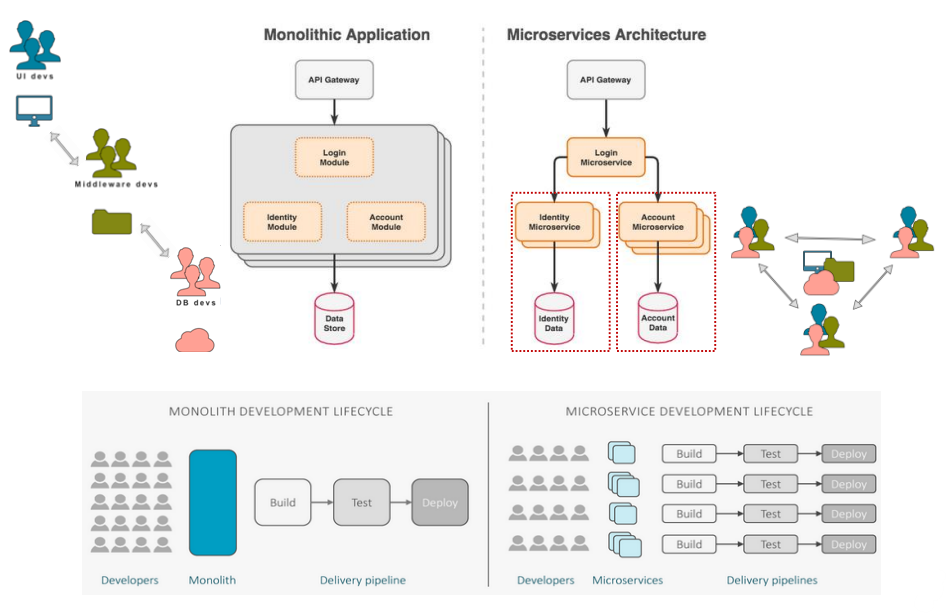 Monolithic Application
Microservices Architecture
UI devs
Middleware devs
DB devs
API Gateway
Login
Module
Identity
Module
Account
Module
Data
Store
API Gateway
Login
Microservice
Identity
Microservice
Account
Microservice
Identity
Data
Account
Data
MONOLITH DEVELOPMENT LIFECYCLE
Build
Test
Deploy
Developers
Monolith
Delivery pipeline
MICROSERVICE DEVELOPMENT LIFECYCLE
Build
Test
Deploy
Build
Test
Deploy
Build
Test
Deploy
Build
Test
Deploy
Developers
Microservices
Delivery pipelines